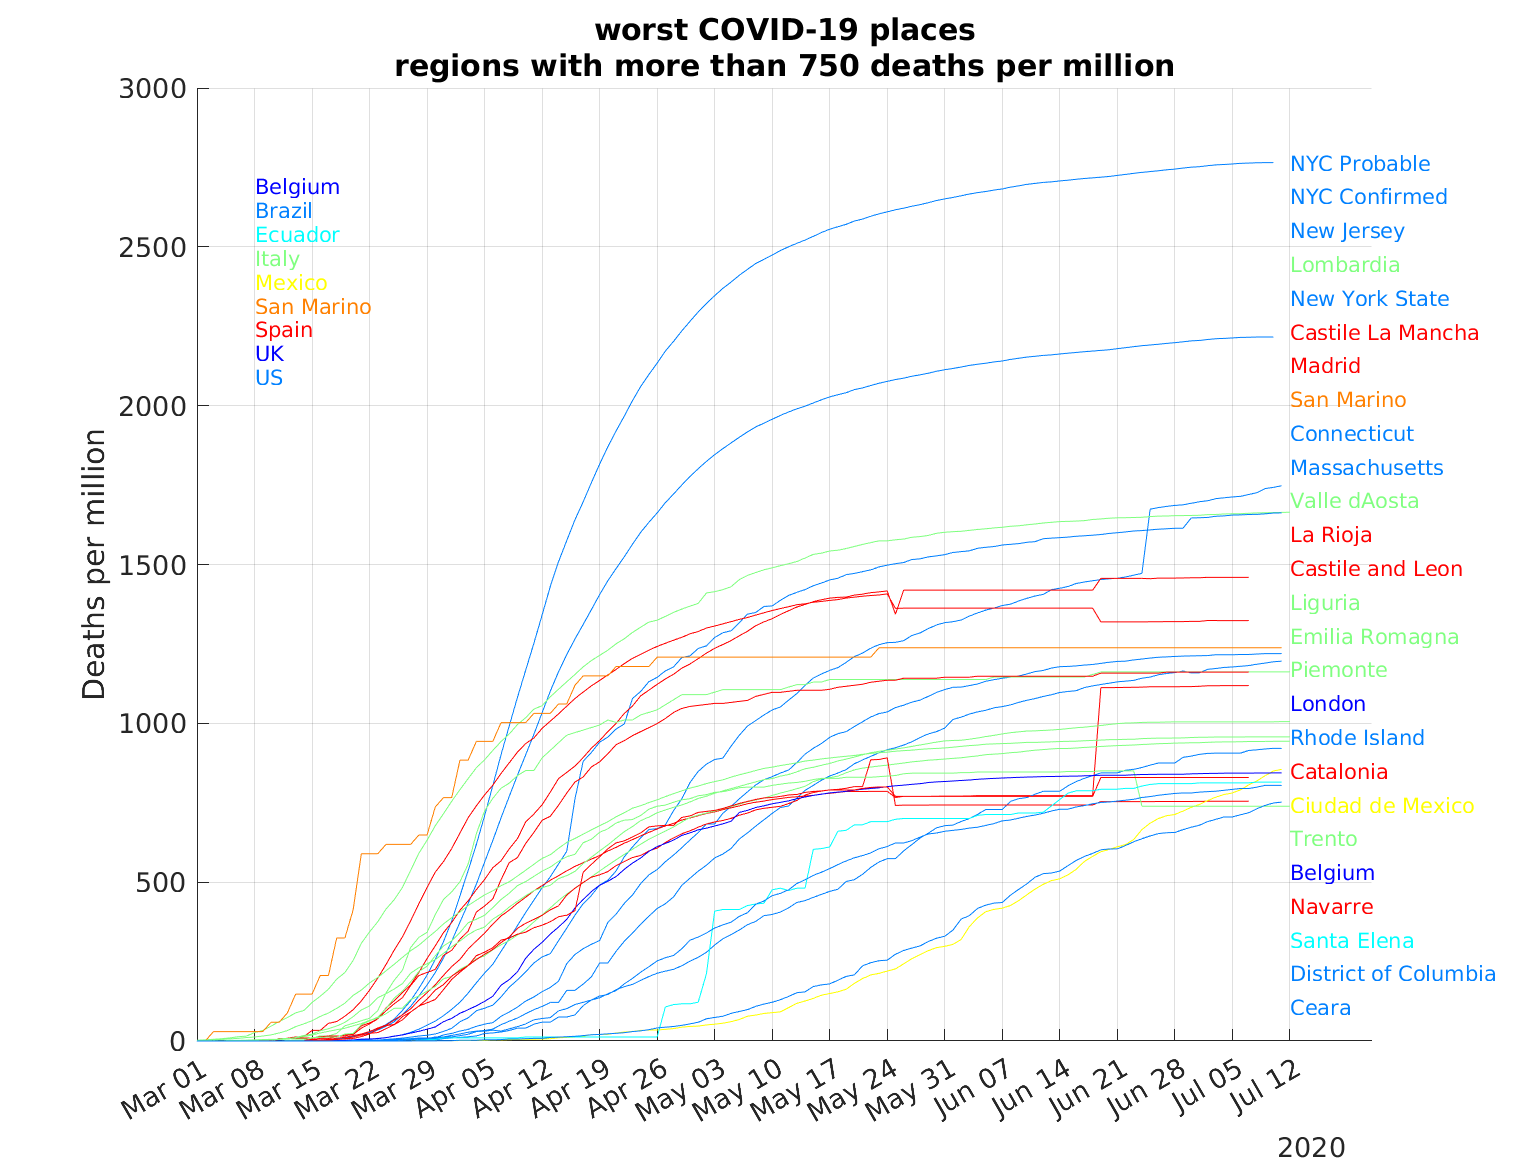 worst COVID-19 places
regions with more than 750 deaths per million
Deaths per million
3000
2500
2000
1500
1000
500
0
Belgium
Brazil
Ecuador
Italy
Mexico
San Marino
Spain
UK
US
NYC Probable
NYC Confirmed
New Jersey
Lombardia
New York State
Castile La Mancha
Madrid
San Marino
Connecticut
Massachusetts
Valle dAosta
La Rioja
Castile and Leon
Liguria
Emilia Romagna
Piemonte
London
Rhode Island
Catalonia
Ciudad de Mexico
Trento
Belgium
Navarre
Santa Elena
District of Columbia
Ceara
Mar 01
Mar 08
Mar 15
Mar 22
Mar 29
Apr 05
Apr 12
Apr 19
Apr 26
May 03
May 10
May 17
May 24
May 31
Jun 07
Jun 14
Jun 21
Jun 28
Jul 05
Jul 12
2020